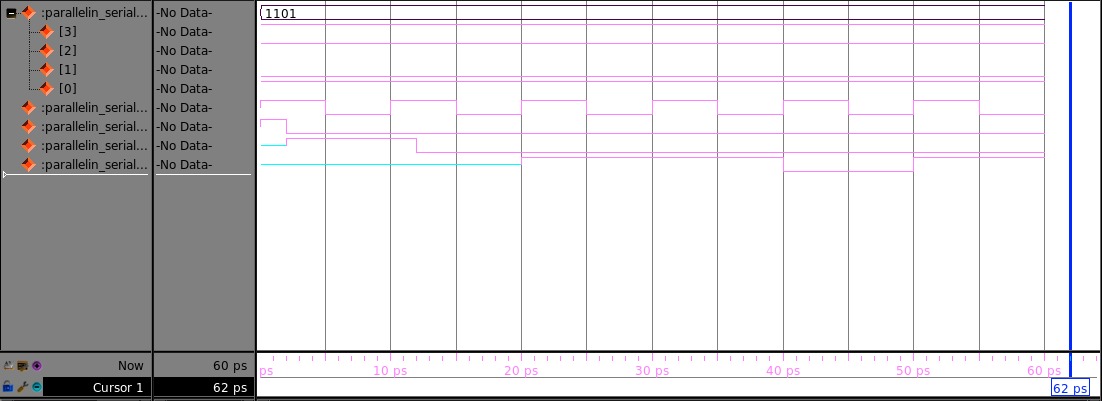 :parallelin_serial... -No Data- 1101
[3] -No Data-
[2] -No Data-
[1] -No Data-
[0] -No Data-
:parallelin_serial... -No Data-
:parallelin_serial... -No Data-
:parallelin_serial... -No Data-
:parallelin_serial... -No Data-
Now 60 ps ps 10 ps 20 ps 30 ps 40 ps 50 ps 60 ps
Cursor 1 62 ps 62 ps